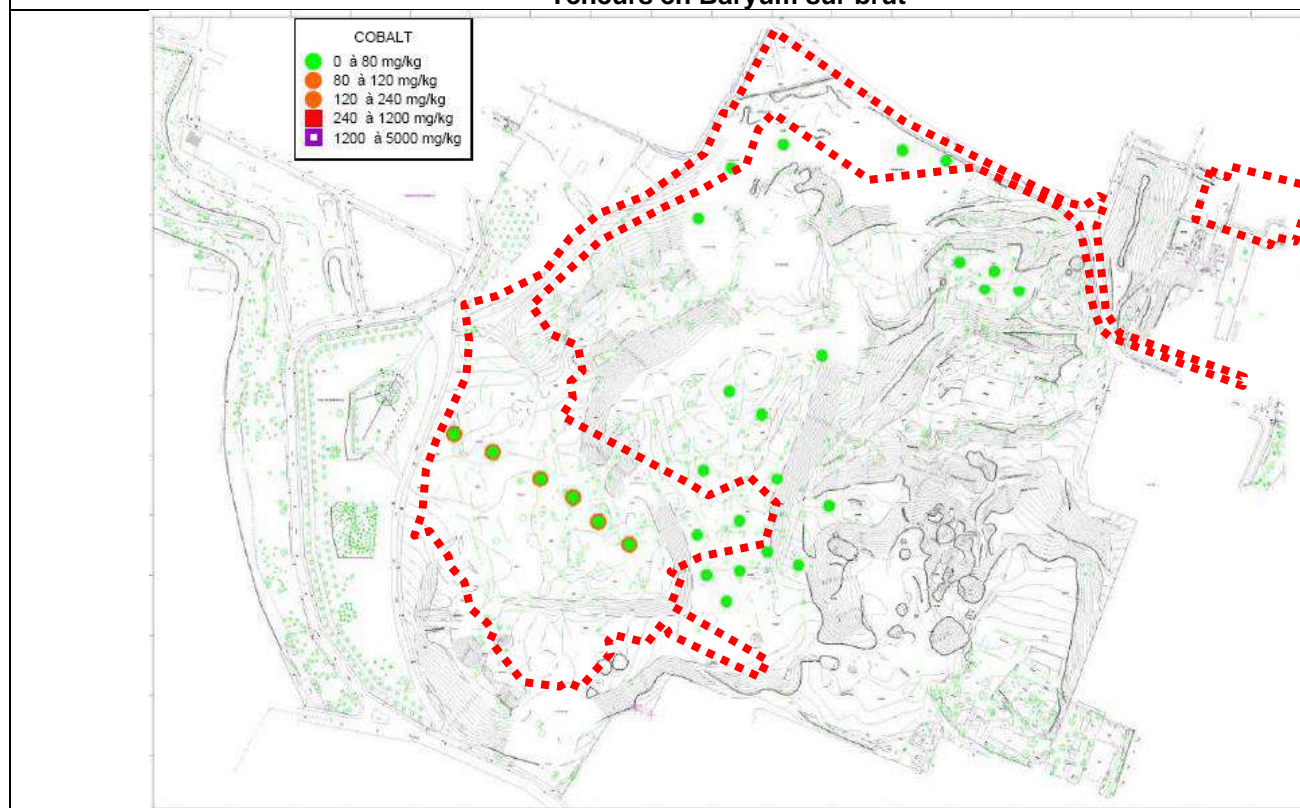 Teneurs en Baryum sur brut
COBALT
0 à 80 mg/kg
80 à 120 mg/kg
120 à 240 mg/kg
240 à 1200 mg/kg
1200 à 5000 mg/kg